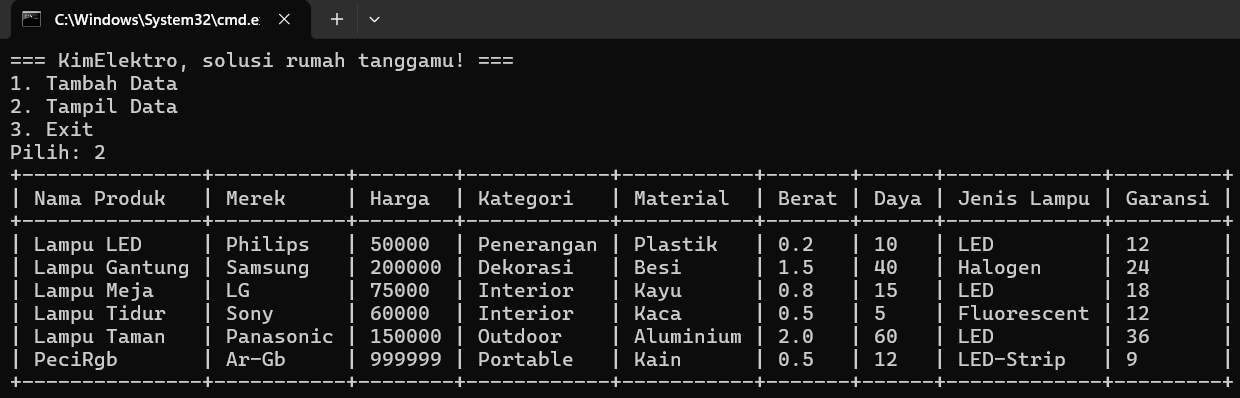 C:\Windows\System32\cmd.e
=== KimElektro, solusi rumah tanggamu! ===
1. Tambah Data
2. Tampil Data
3. Exit
Pilih: 2
+---------------+-----------+--------+------------+-----------+-------+------+-------------+----------+
| Nama Produk   | Merek     | Harga  | Kategori   | Material  | Berat | Daya | Jenis Lampu | Garansi |
+---------------+-----------+--------+------------+-----------+-------+------+-------------+----------+
| Lampu LED     | Philips   | 50000  | Penerangan | Plastik   | 0.2   | 10   | LED         | 12      |
| Lampu Gantung | Samsung   | 200000 | Dekorasi   | Besi      | 1.5   | 40   | Halogen     | 24      |
| Lampu Meja    | LG        | 75000  | Interior   | Kayu      | 0.8   | 15   | LED         | 18      |
| Lampu Tidur   | Sony      | 60000  | Interior   | Kaca      | 0.5   | 5    | Fluorescent | 12      |
| Lampu Taman   | Panasonic | 150000 | Outdoor    | Aluminium | 2.0   | 60   | LED         | 36      |
| PeciRgb       | Ar-Gb     | 999999 | Portable   | Kain      | 0.5   | 12   | LED-Strip   | 9       |
+---------------+-----------+--------+------------+-----------+-------+------+-------------+----------+